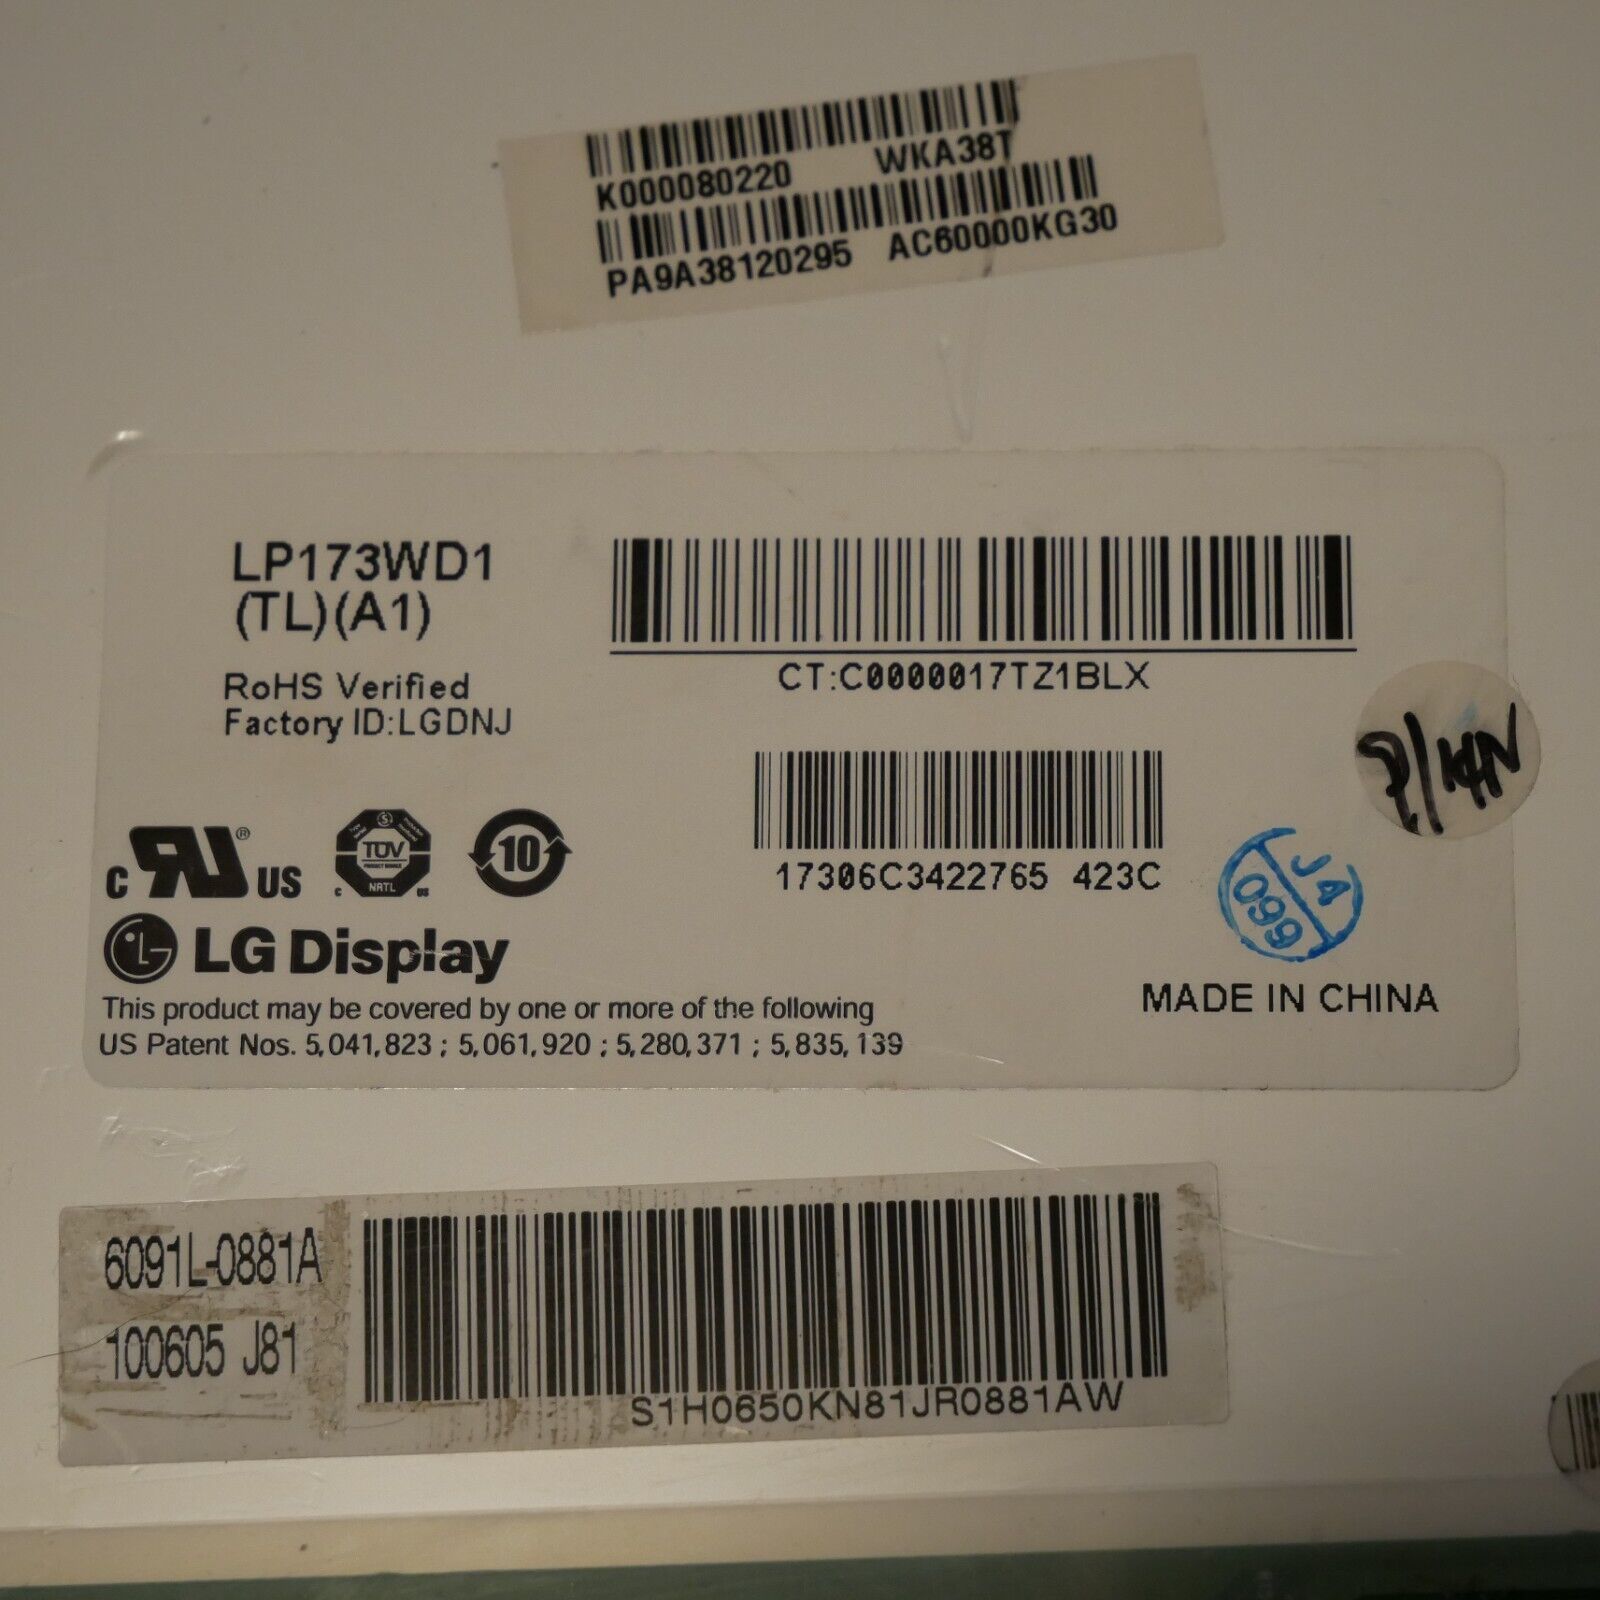 K000080220 WKA38T
PA9A38120295 AC60000KG30
LP173WD1
(TL)(A1)
RoHS Verified
Factory ID:LGDNJ
CT:C0000017TZ1BLX
17306C3422765 423C
C RU ® US
TÜV
NRTL
C US
10
J4
099
LG Display
MADE IN CHINA
This product may be covered by one or more of the following
US Patent Nos. 5,041,823 ; 5,061,920 ; 5,280,371 ; 5,835,139
6091L-0881A
100605 J81
S1H0650KN81JR0881AW